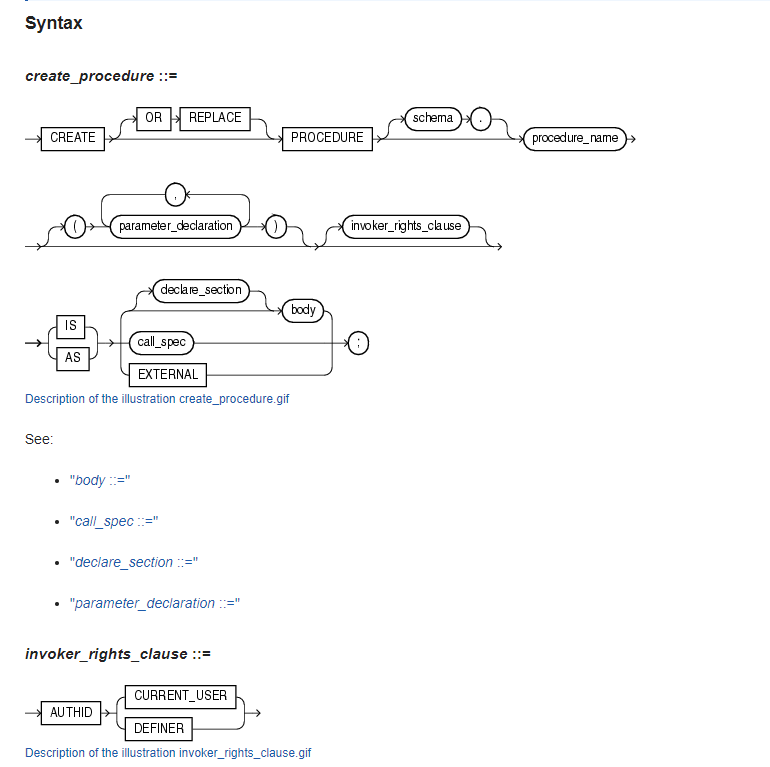 Syntax
create_procedure ::=
CREATE OR REPLACE PROCEDURE schema . procedure_name
,
( parameter_declaration ) invoker_rights_clause
declare_section
body
IS
call_spec ;
AS
EXTERNAL
Description of the illustration create_procedure.gif
See:
• "body ::="
• "call_spec ::="
• "declare_section ::="
• "parameter_declaration ::="
invoker_rights_clause ::=
CURRENT_USER
AUTHID
DEFINER
Description of the illustration invoker_rights_clause.gif